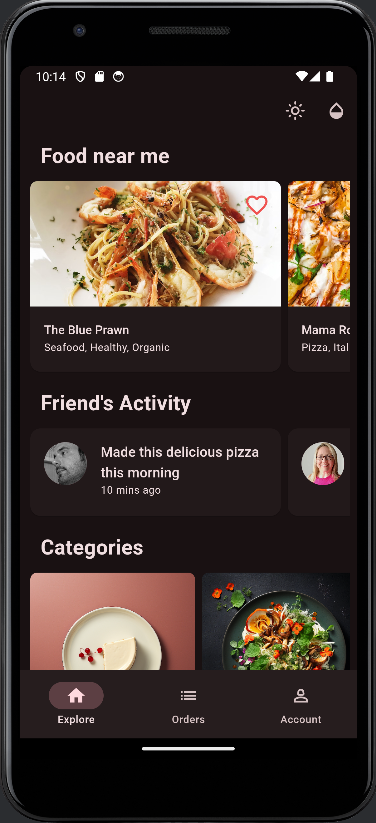 10:14
Food near me
The Blue Prawn
Seafood, Healthy, Organic
Mama Ro
Pizza, Ital
Friend's Activity
Made this delicious pizza
this morning
10 mins ago
Categories
Explore
Orders
Account